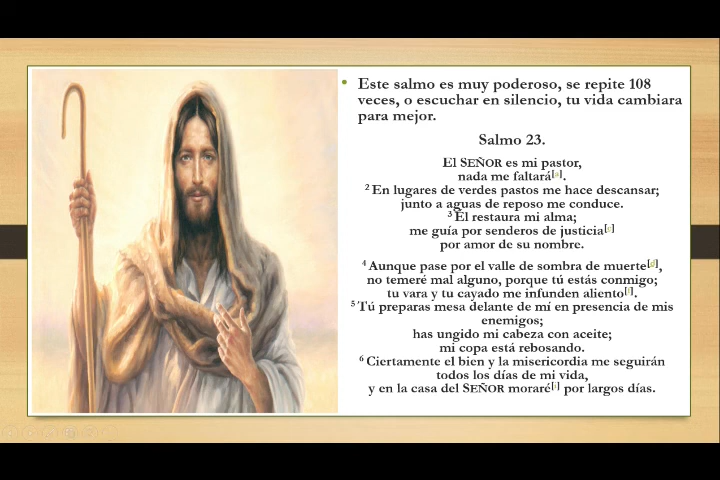 • Este salmo es muy poderoso, se repite 108
veces, o escuchar en silencio, tu vida cambiara
para mejor.
Salmo 23.
El SEÑOR es mi pastor,
nada me faltará[a].
2 En lugares de verdes pastos me hace descansar;
junto a aguas de reposo me conduce.
3 Él restaura mi alma;
me guía por senderos de justicia[c]
por amor de su nombre.
4 Aunque pase por el valle de sombra de muerte[d],
no temeré mal alguno, porque tú estás conmigo;
tu vara y tu cayado me infunden aliento[f].
5 Tú preparas mesa delante de mí en presencia de mis
enemigos;
has ungido mi cabeza con aceite;
mi copa está rebosando.
6 Ciertamente el bien y la misericordia me seguirán
todos los días de mi vida,
y en la casa del SEÑOR moraré[i] por largos días.